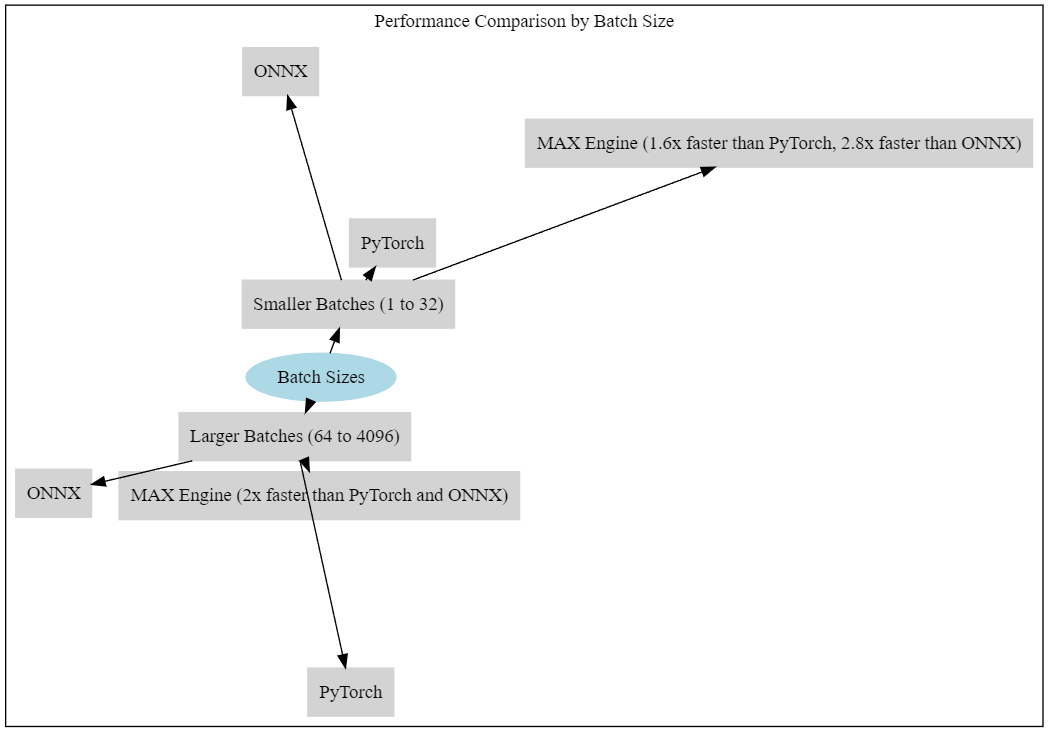 Performance Comparison by Batch Size
ONNX
MAX Engine (1.6x faster than PyTorch, 2.8x faster than ONNX)
PyTorch
Smaller Batches (1 to 32)
Batch Sizes
Larger Batches (64 to 4096)
ONNX
MAX Engine (2x faster than PyTorch and ONNX)
PyTorch